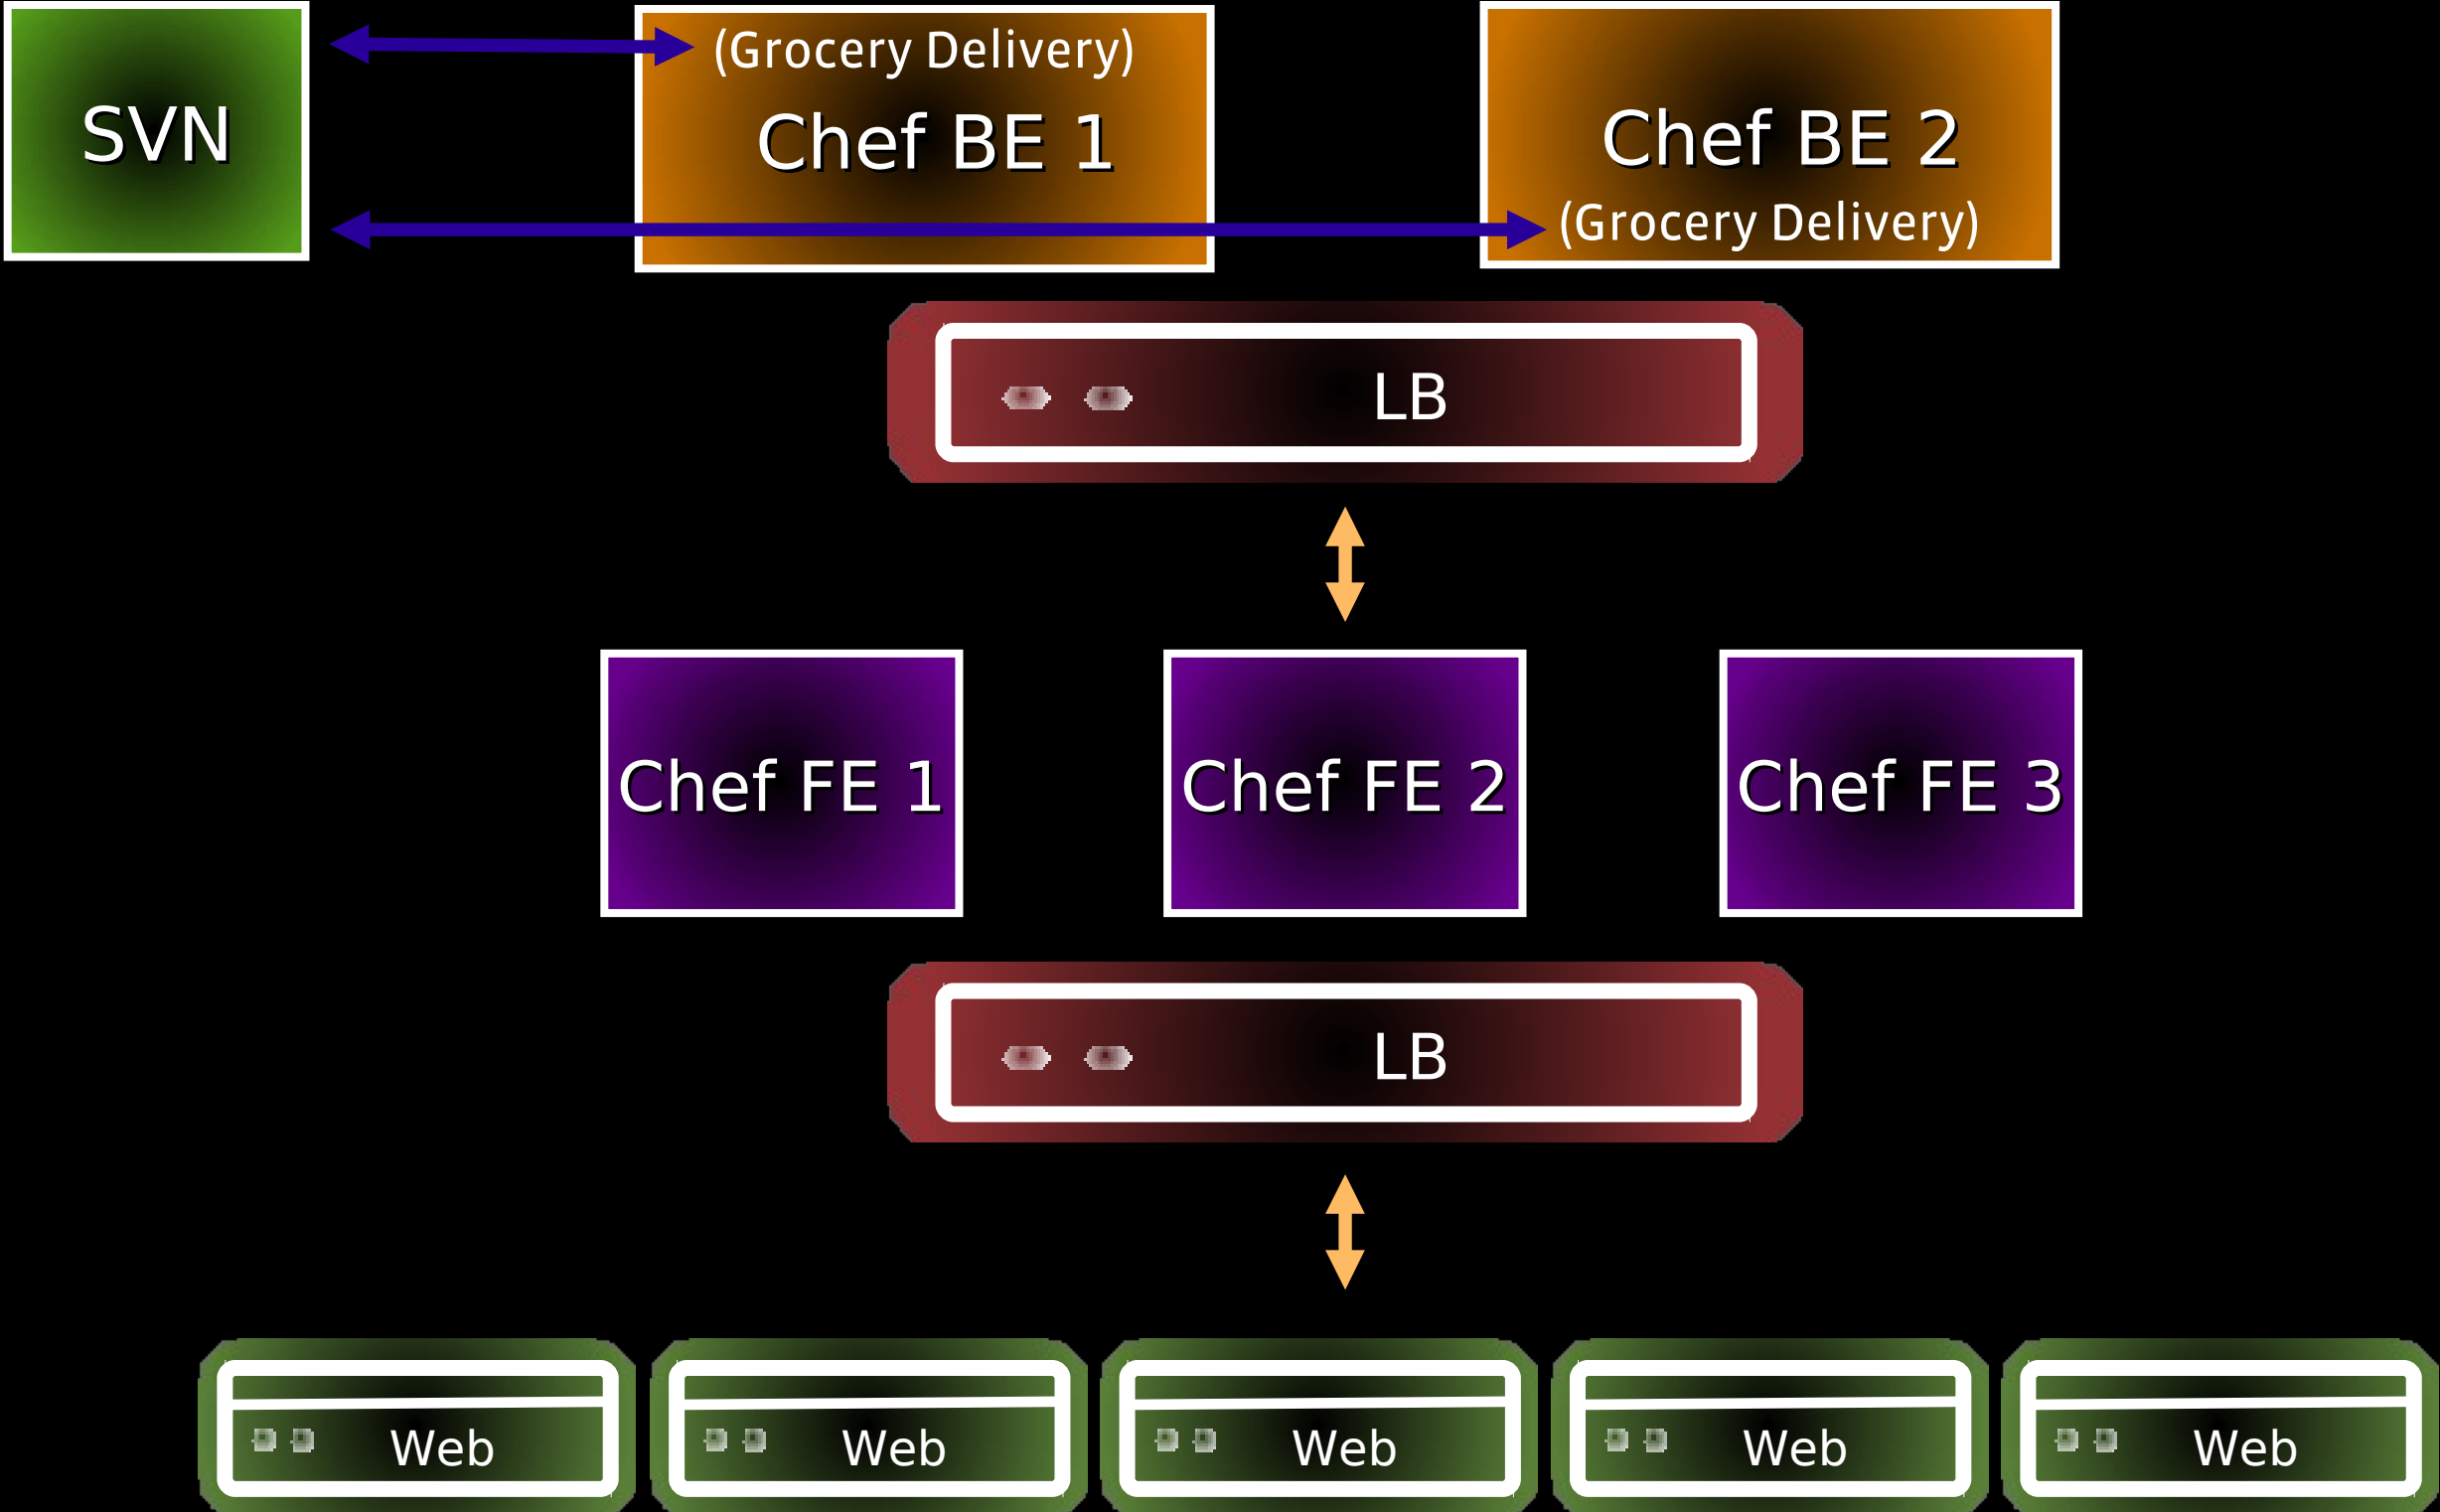 SVN
(Grocery Delivery)
Chef BE 1
Chef BE 2
(Grocery Delivery)
LB
Chef FE 1
Chef FE 2
Chef FE 3
LB
Web
Web
Web
Web
Web